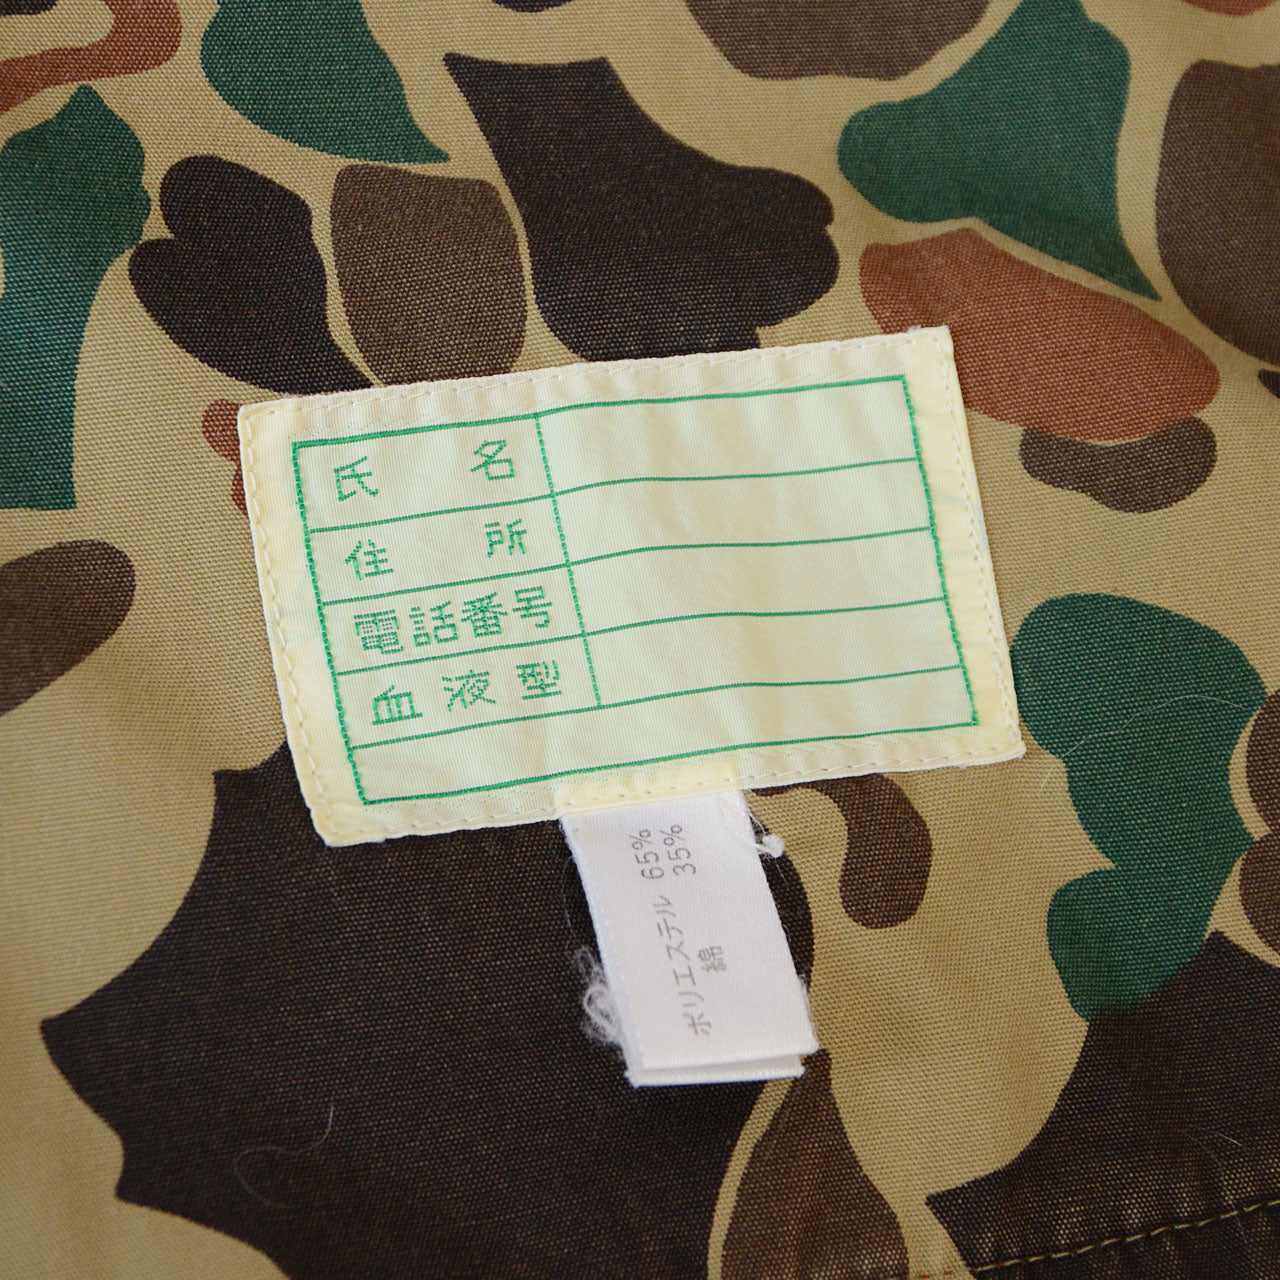 氏名
住所
電話番号
血液型
ポリエステル 65%
綿 35%